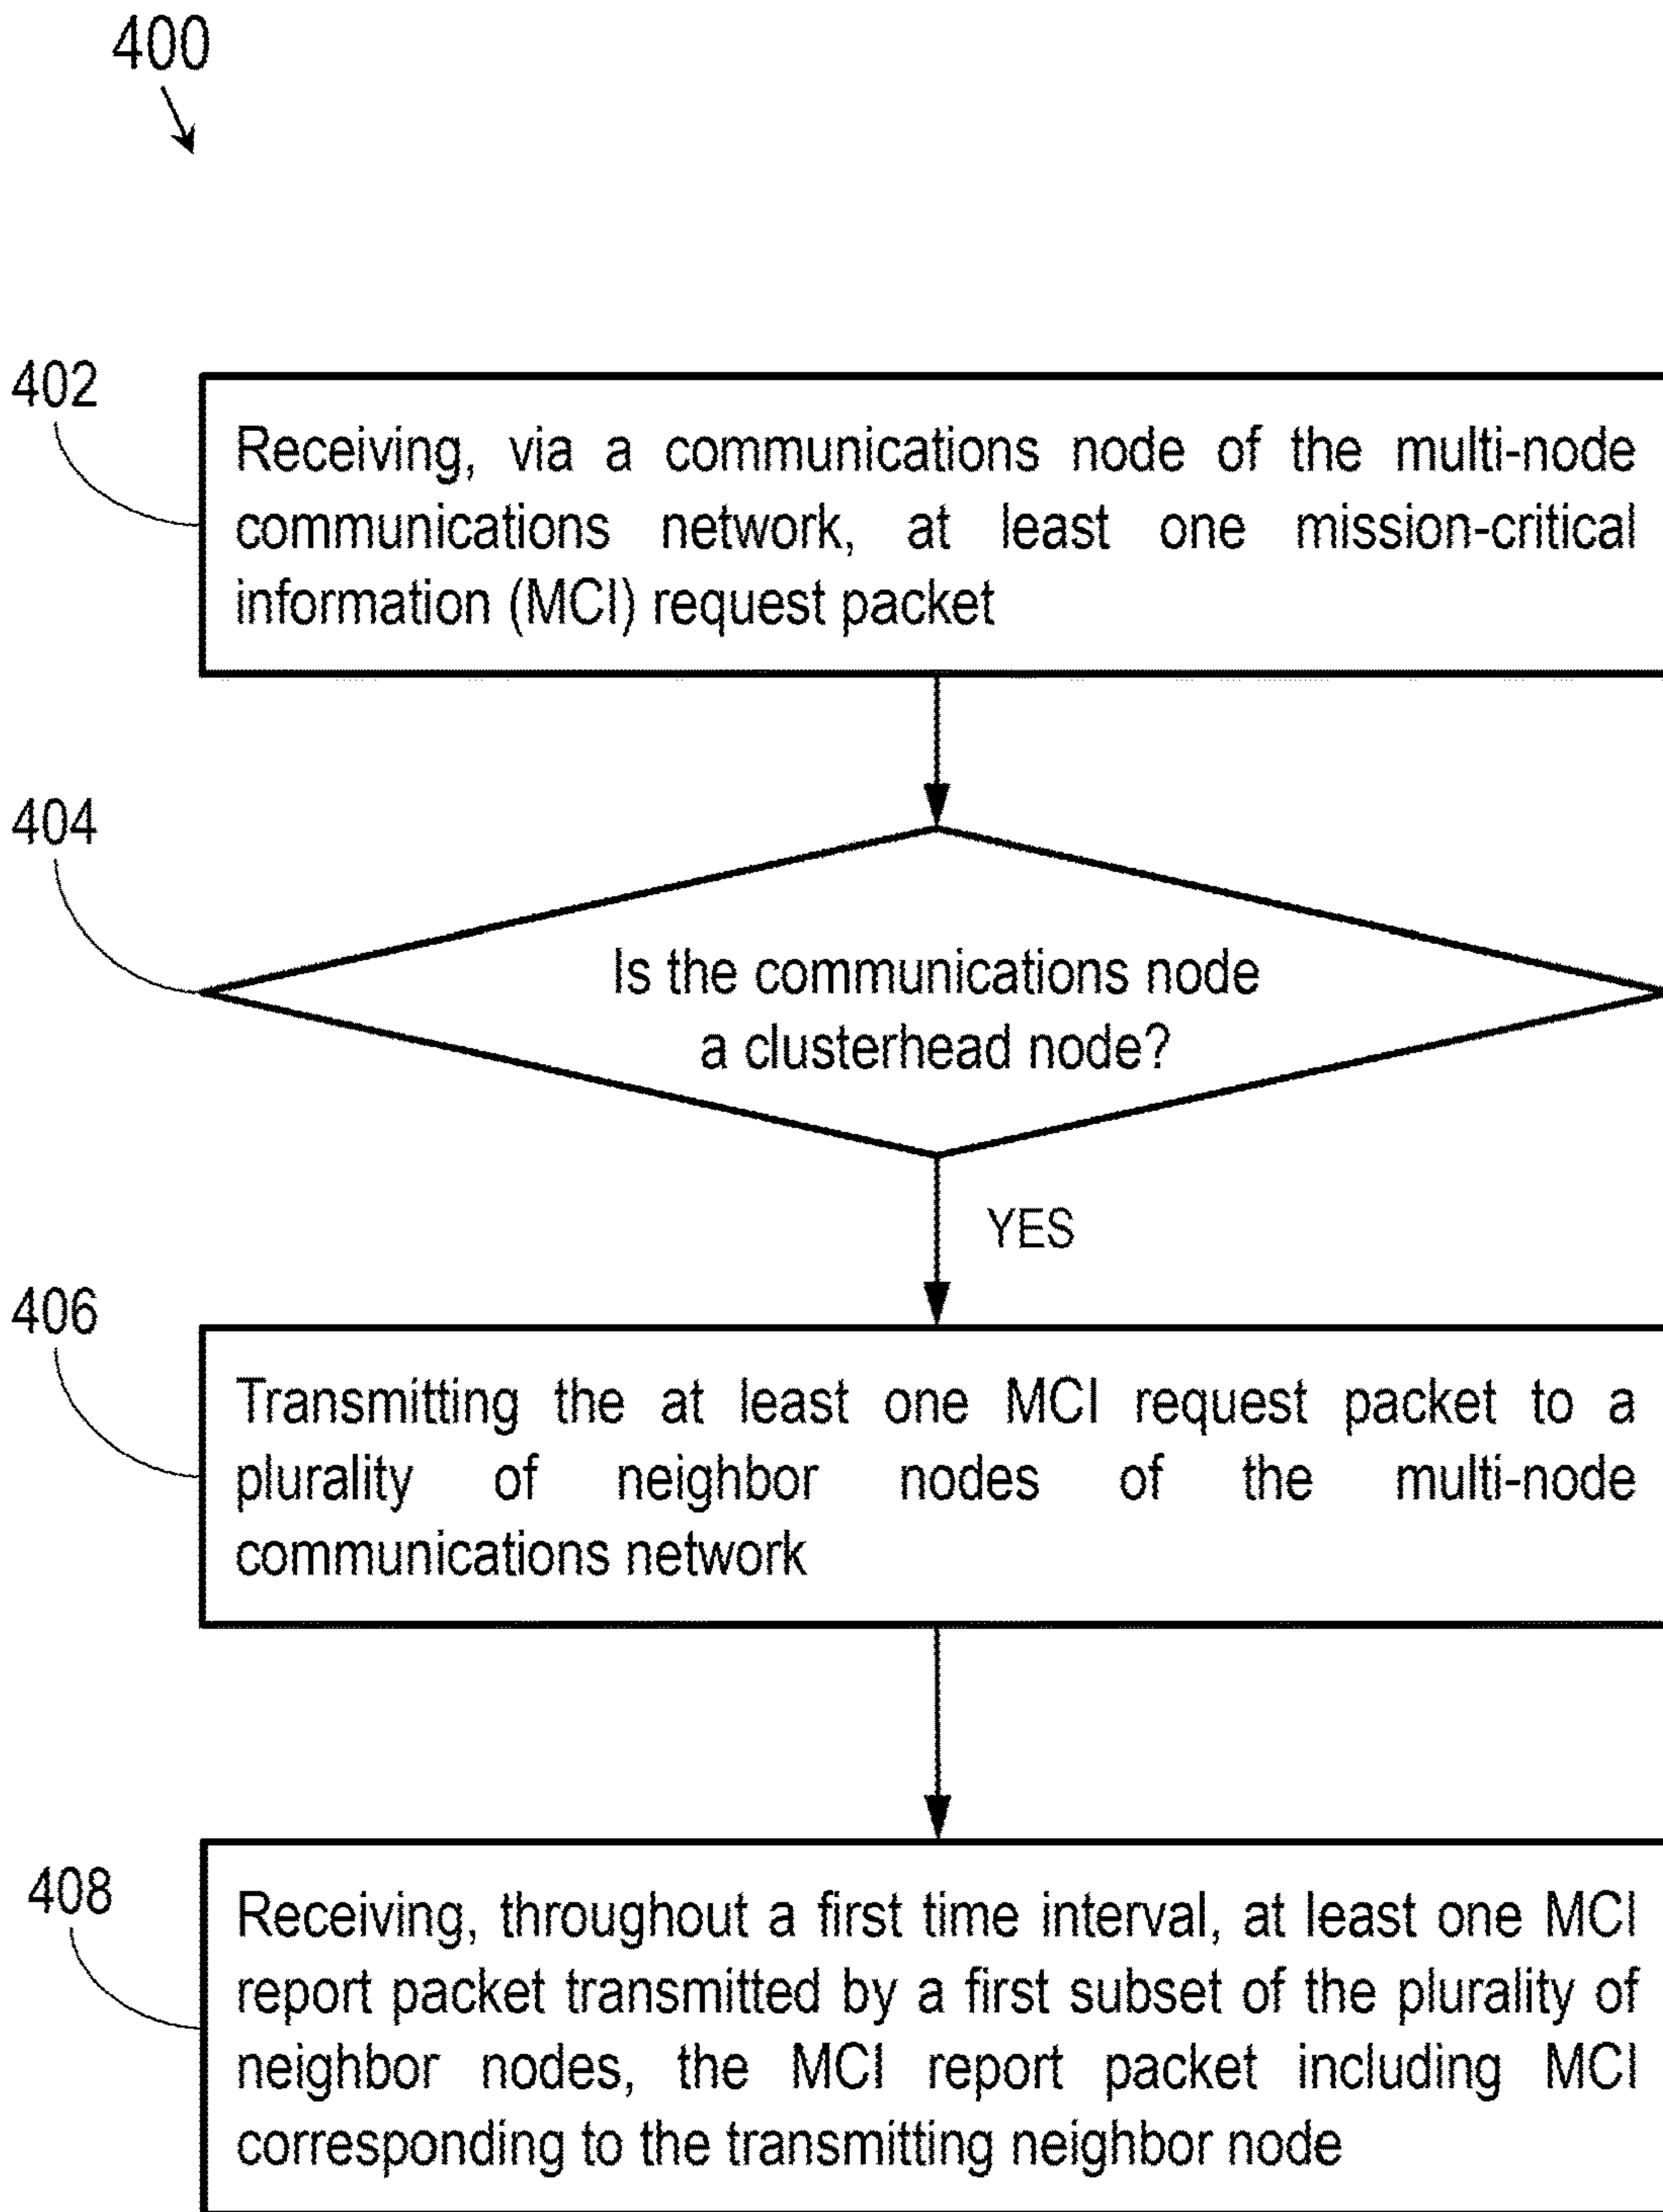 400
402
Receiving, via a communications node of the multi-node
communications network, at least one mission-critical
information (MCI) request packet
404
Is the communications node
a clusterhead node?
YES
406
Transmitting the at least one MCI request packet to a
plurality of neighbor nodes of the multi-node
communications network
408
Receiving, throughout a first time interval, at least one MCI
report packet transmitted by a first subset of the plurality of
neighbor nodes, the MCI report packet including MCI
corresponding to the transmitting neighbor node